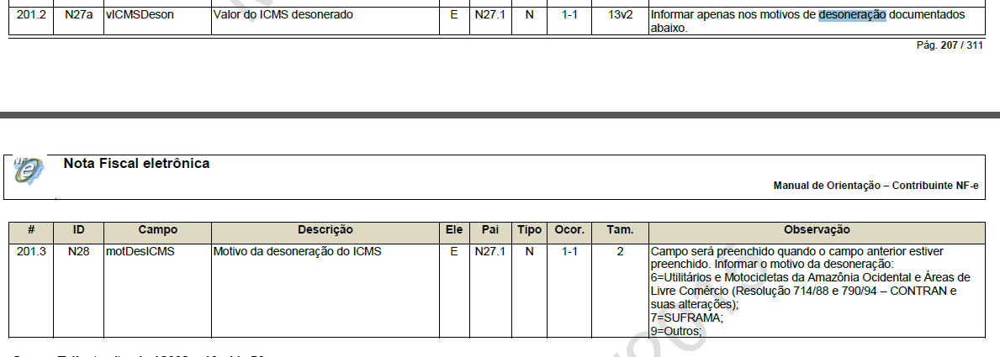 201.2 N27a vICMSDeson Valor do ICMS desonerado E N27.1 N 1-1 13v2 Informar apenas nos motivos de desoneração documentados
abaixo.
Pág. 207 / 311
NF
e
Nota Fiscal eletrônica
Manual de Orientação – Contribuinte NF-e
# ID Campo Descrição Ele Pai Tipo Ocor. Tam. Observação
201.3 N28 motDesICMS Motivo da desoneração do ICMS E N27.1 N 1-1 2 Campo será preenchido quando o campo anterior estiver
preenchido. Informar o motivo da desoneração:
6=Utilitários e Motocicletas da Amazônia Ocidental e Áreas de
Livre Comércio (Resolução 714/88 e 790/94 – CONTRAN e
suas alterações);
7=SUFRAMA;
9=Outros;